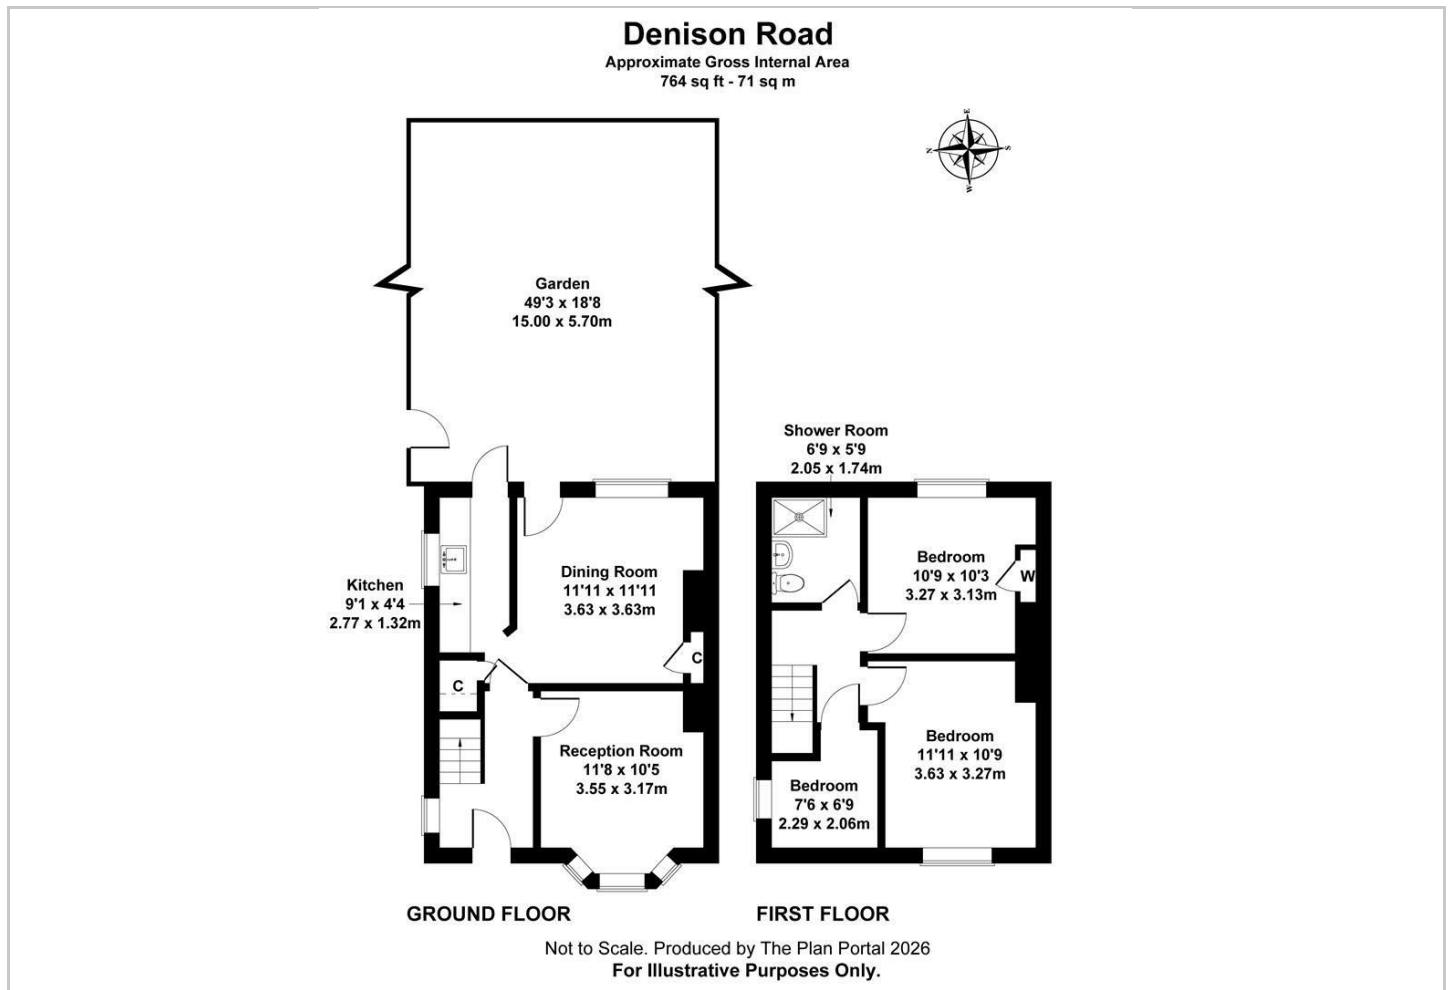 Denison Road
Approximate Gross Internal Area
764 sq ft - 71 sq m
E
N
S
W
Garden
49'3 x 18'8
15.00 x 5.70m
Shower Room
6'9 x 5'9
2.05 x 1.74m
Kitchen
9'1 x 4'4
2.77 x 1.32m
Dining Room
11'11 x 11'11
3.63 x 3.63m
C
C
Reception Room
11'8 x 10'5
3.55 x 3.17m
Bedroom
10'9 x 10'3
3.27 x 3.13m
W
Bedroom
11'11 x 10'9
3.63 x 3.27m
Bedroom
7'6 x 6'9
2.29 x 2.06m
GROUND FLOOR
FIRST FLOOR
Not to Scale. Produced by The Plan Portal 2026
For Illustrative Purposes Only.